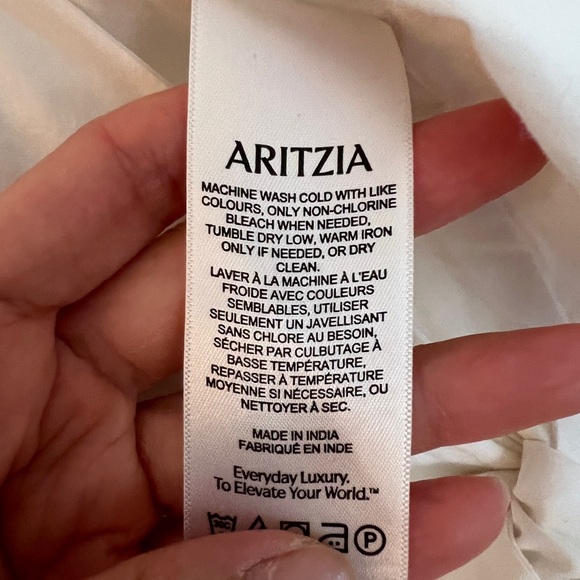 ARITZIA
MACHINE WASH COLD WITH LIKE
COLOURS, ONLY NON-CHLORINE
BLEACH WHEN NEEDED,
TUMBLE DRY LOW, WARM IRON
ONLY IF NEEDED, OR DRY
CLEAN.
LAVER À LA MACHINE À L'EAU
FROIDE AVEC COULEURS
SEMBLABLES, UTILISER
SEULEMENT UN JAVELLISANT
SANS CHLORE AU BESOIN,
SÉCHER PAR CULBUTAGE À
BASSE TEMPÉRATURE,
REPASSER À TEMPÉRATURE
MOYENNE SI NÉCESSAIRE, OU
NETTOYER À SEC.
MADE IN INDIA
FABRIQUÉ EN INDE
Everyday Luxury.
To Elevate Your World.™
30C P